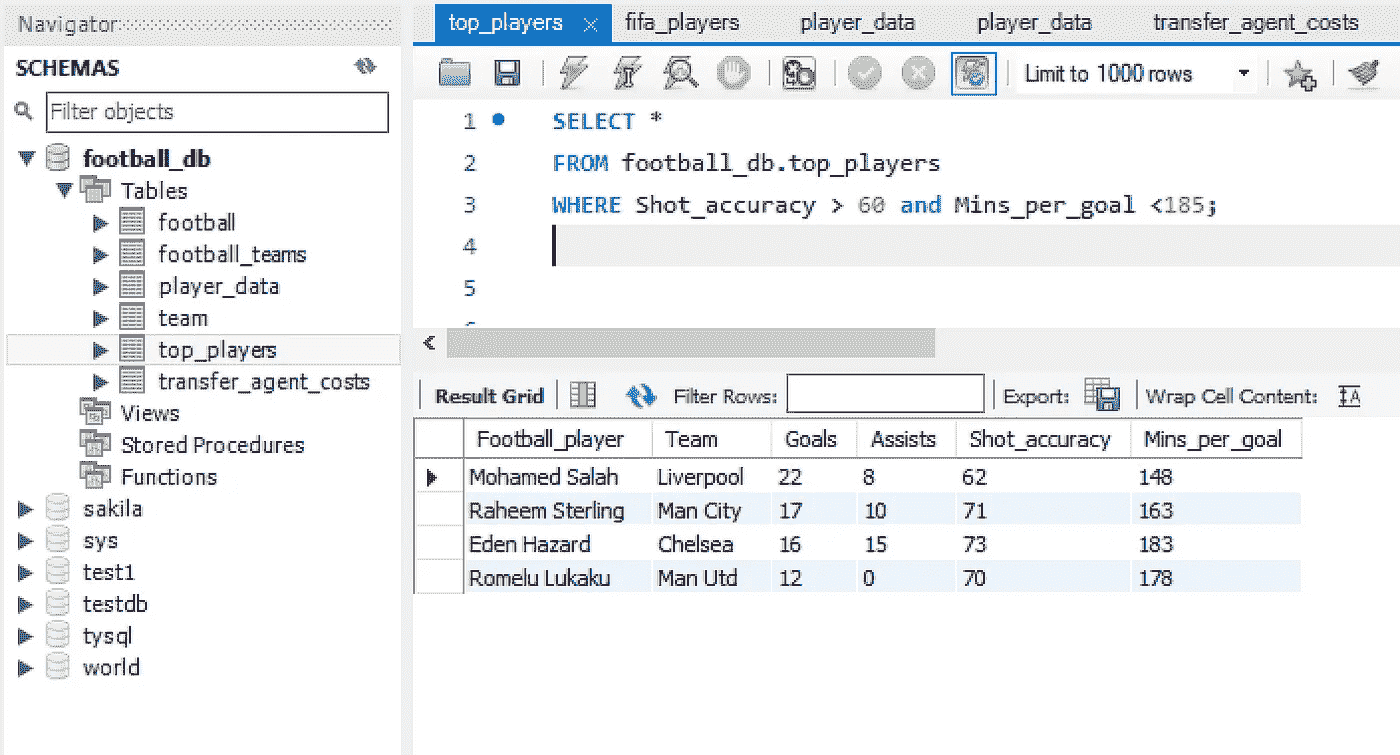 Navigator
SCHEMAS
Filter objects
football_db
Tables
football
football_teams
player_data
team
top_players
transfer_agent_costs
Views
Stored Procedures
Functions
sakila
sys
test1
testdb
tysql
world
top_players fifa_players player_data player_data transfer_agent_costs
Limit to 1000 rows
1 SELECT *
2 FROM football_db.top_players
3 WHERE Shot_accuracy > 60 and Mins_per_goal <185;
4
5
Result Grid Filter Rows: Export: Wrap Cell Content:
Football_player Team Goals Assists Shot_accuracy Mins_per_goal
Mohamed Salah Liverpool 22 8 62 148
Raheem Sterling Man City 17 10 71 163
Eden Hazard Chelsea 16 15 73 183
Romelu Lukaku Man Utd 12 0 70 178